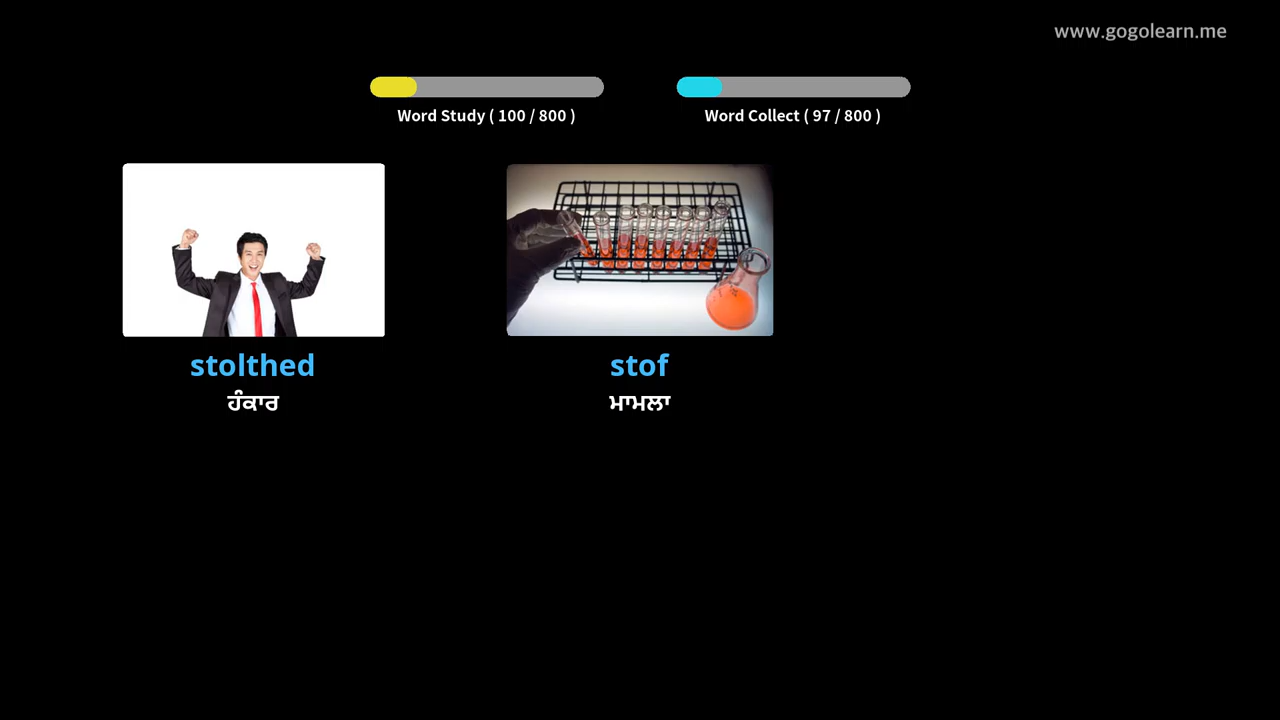 www.gogolearn.me
Word Study ( 100 / 800 )
Word Collect ( 97 / 800 )
stolthed
ਹੰਕਾਰ
stof
ਮਾਮਲਾ